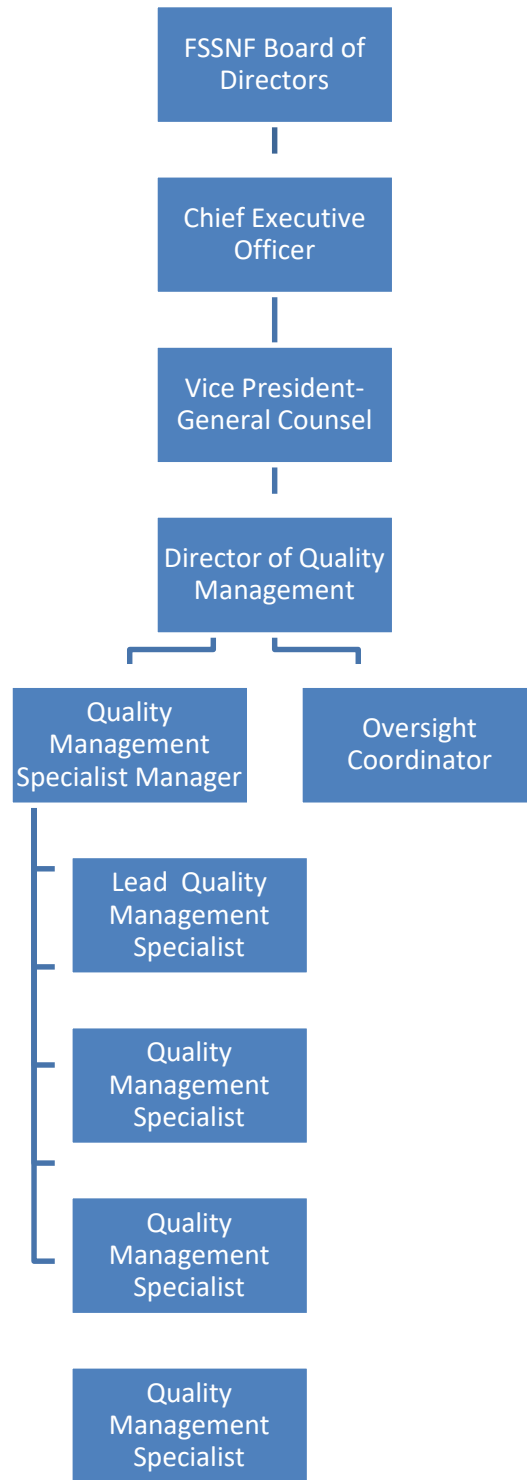 FSSNF Board of
Directors
Chief Executive
Officer
Vice President-
General Counsel
Director of Quality
Management
Quality
Management
Specialist Manager
Oversight
Coordinator
Lead  Quality
Management
Specialist
Quality
Management
Specialist
Quality
Management
Specialist
Quality
Management
Specialist